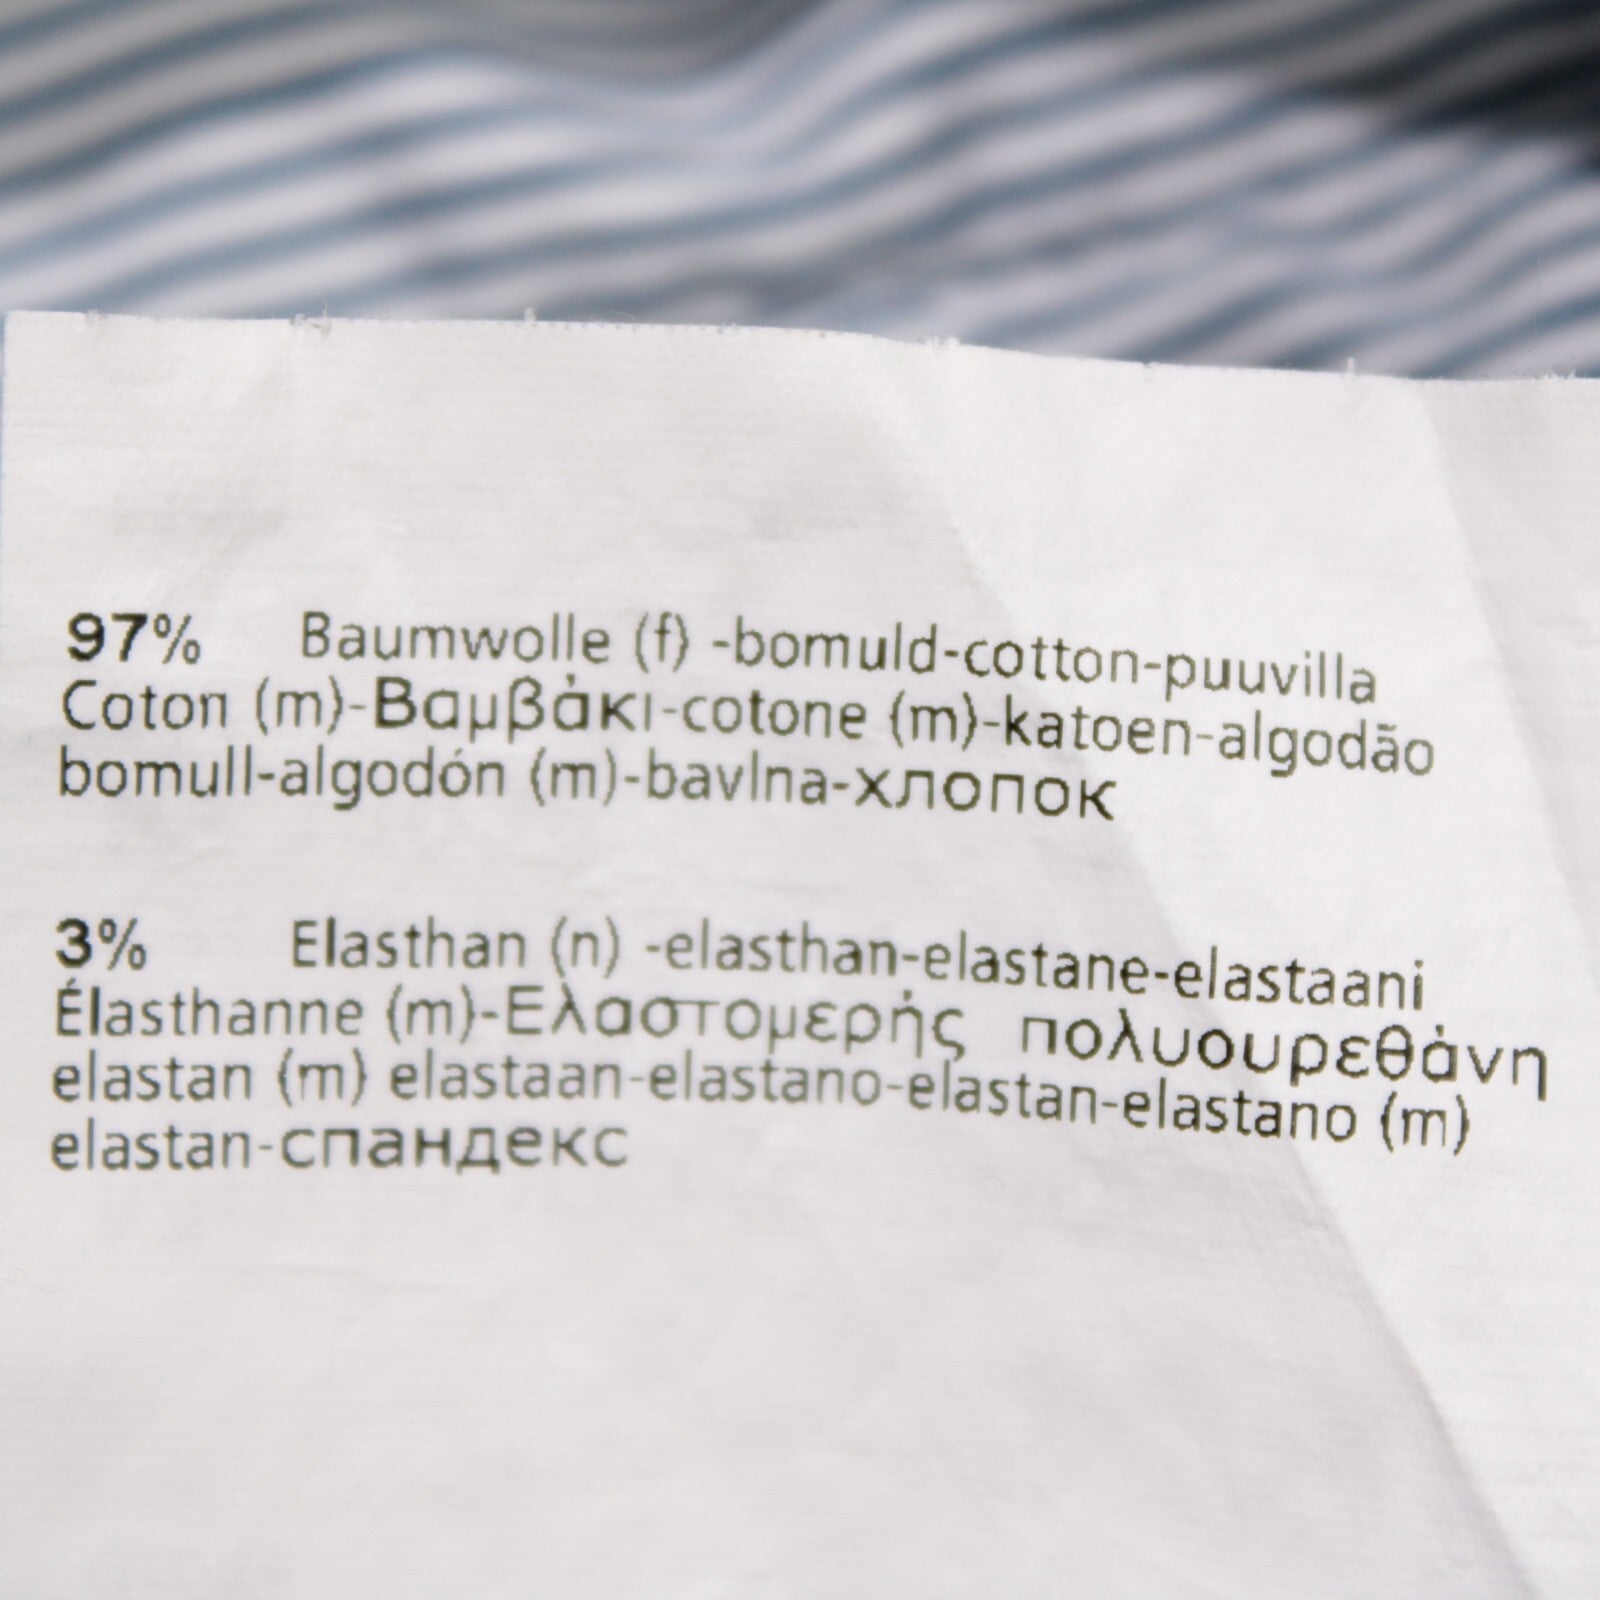 97% Baumwolle (f) -bomuld-cotton-puuvilla
Coton (m)-Βαμβάκι-cotone (m)-katoen-algodão
bomull-algodón (m)-bavlna-хлопок
3% Elasthan (n) -elasthan-elastane-elastaani
Élasthanne (m)-Ελαστομερής πολυουρεθάνη
elastan (m) elastaan-elastano-elastan-elastano (m)
elastan-спандекс